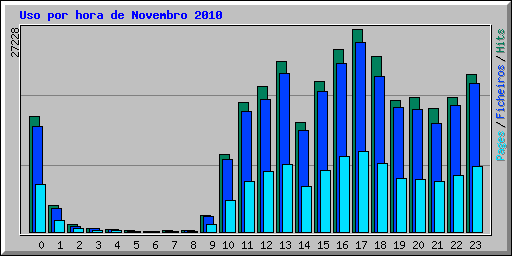 Uso por hora de Novembro 2010
27228
Pages / Ficheiros / Hits
0 1 2 3 4 5 6 7 8 9 10 11 12 13 14 15 16 17 18 19 20 21 22 23